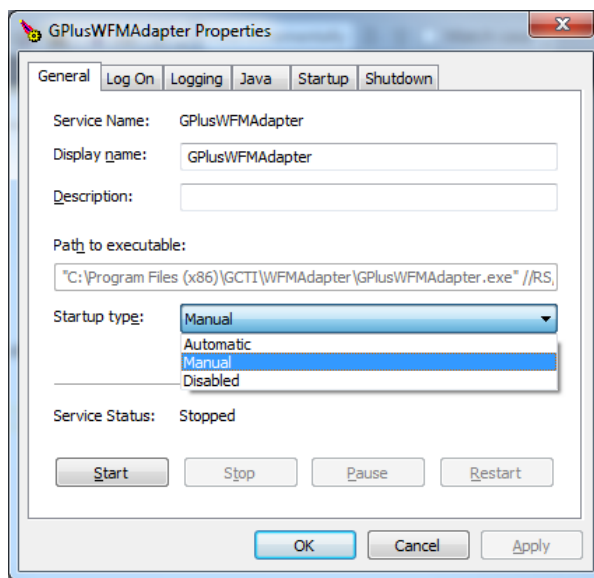 GPlusWFMAdapter Properties
General Log On Logging Java Startup Shutdown
Service Name: GPlusWFMAdapter
Display name: GPlusWFMAdapter
Description:
Path to executable:
"C:\Program Files (x86)\GCTI\WFMAdapter\GPlusWFMAdapter.exe" //RS,
Startup type: Manual
Automatic
Manual
Disabled
Service Status: Stopped
Start Stop Pause Restart
OK Cancel Apply